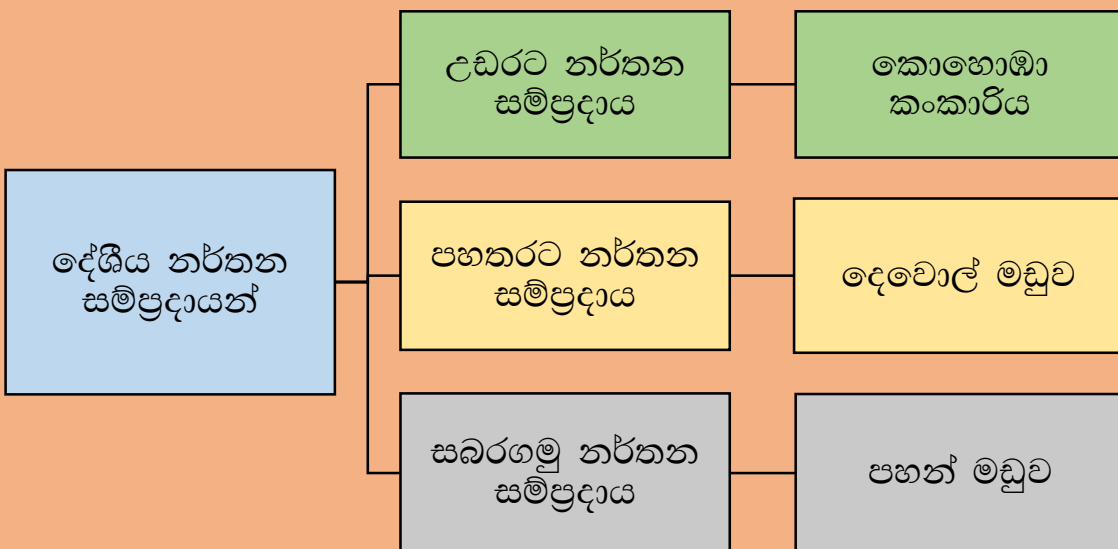 දේශීය නර්තන
සම්ප්‍රදායන්
උඩරට නර්තන
සම්ප්‍රදාය
කොහොඹා
කංකාරිය
පහතරට නර්තන
සම්ප්‍රදාය
දෙවොල් මඩුව
සබරගමු නර්තන
සම්ප්‍රදාය
පහන් මඩුව